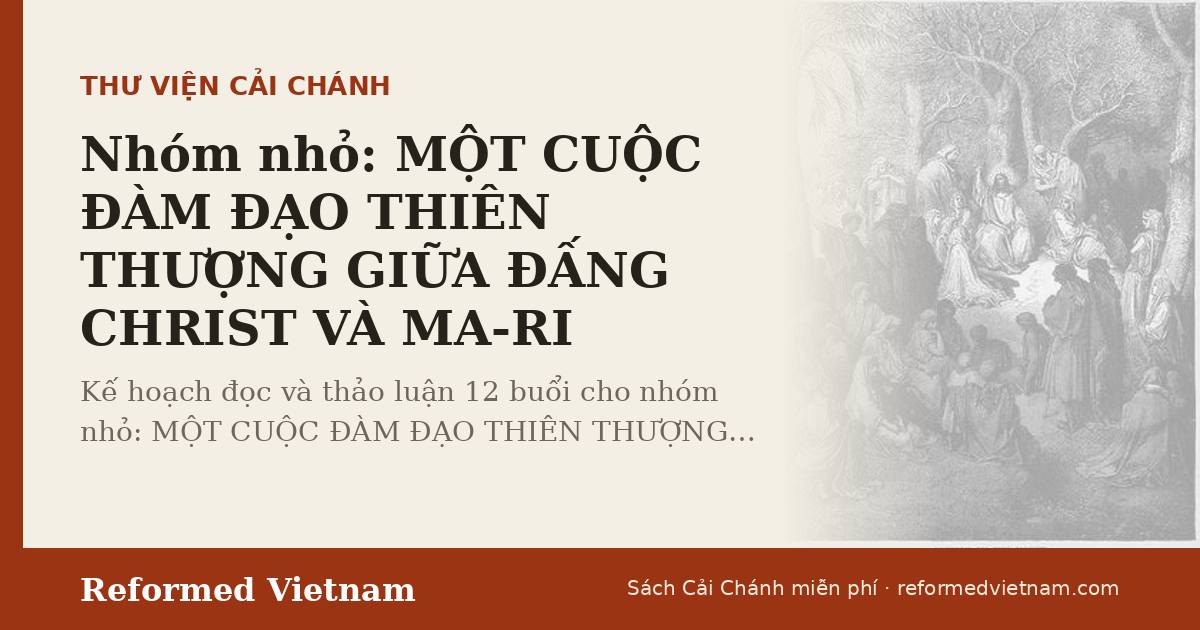 THƯ VIỆN CẢI CHÁNH
Nhóm nhỏ: MỘT CUỘC
ĐÀM ĐẠO THIÊN
THƯỢNG GIỮA ĐẤNG
CHRIST VÀ MA-RI
Kế hoạch đọc và thảo luận 12 buổi cho nhóm
nhỏ: MỘT CUỘC ĐÀM ĐẠO THIÊN THƯỢNG...
Reformed Vietnam
Sách Cải Chánh miễn phí · reformedvietnam.com